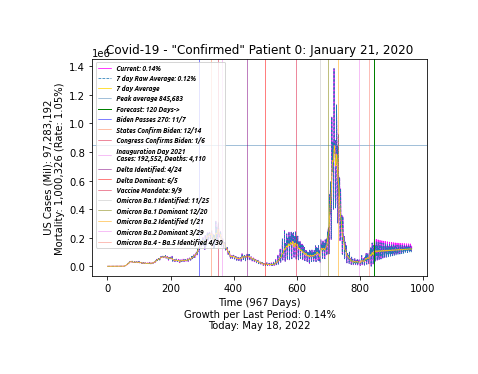 Covid-19 - "Confirmed" Patient 0: January 21, 2020
1e6
1.4
1.2
1.0
0.8
0.6
0.4
0.2
0.0
US Cases (Mil): 97,283,192
Mortality: 1,000,326 (Rate: 1.05%)
Current: 0.14%
7 day Raw Average: 0.12%
7 day Average
Peak average 845,683
Forecast: 120 Days->
Biden Passes 270: 11/7
States Confirm Biden: 12/14
Congress Confirms Biden: 1/6
Inauguration Day 2021
Cases: 192,552, Deaths: 4,110
Delta Identified: 4/24
Delta Dominant: 6/5
Vaccine Mandate: 9/9
Omicron Ba.1 Identified: 11/25
Omicron Ba.1 Dominant 12/20
Omicron Ba.2 Identified 1/21
Omicron Ba.2 Dominant 3/29
Omicron Ba.4 - Ba.5 Identified 4/30
0 200 400 600 800 1000
Time (967 Days)
Growth per Last Period: 0.14%
Today: May 18, 2022